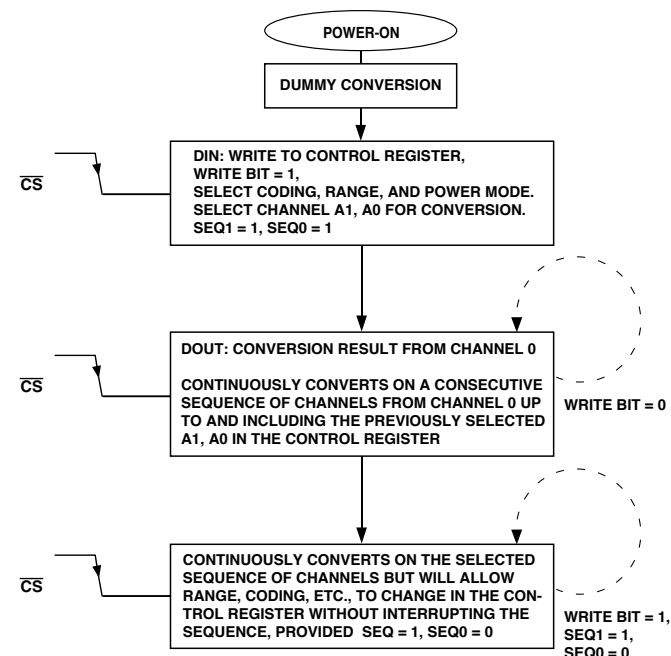 POWER-ON
DUMMY CONVERSION
CS
DIN: WRITE TO CONTROL REGISTER,
WRITE BIT = 1,
SELECT CODING, RANGE, AND POWER MODE.
SELECT CHANNEL A1, A0 FOR CONVERSION.
SEQ1 = 1, SEQ0 = 1
CS
DOUT: CONVERSION RESULT FROM CHANNEL 0
CONTINUOUSLY CONVERTS ON A CONSECUTIVE
SEQUENCE OF CHANNELS FROM CHANNEL 0 UP
TO AND INCLUDING THE PREVIOUSLY SELECTED
A1, A0 IN THE CONTROL REGISTER
WRITE BIT = 0
CS
CONTINUOUSLY CONVERTS ON THE SELECTED
SEQUENCE OF CHANNELS BUT WILL ALLOW
RANGE, CODING, ETC., TO CHANGE IN THE CON-
TROL REGISTER WITHOUT INTERRUPTING THE
SEQUENCE, PROVIDED SEQ = 1, SEQ0 = 0
WRITE BIT = 1,
SEQ1 = 1,
SEQ0 = 0